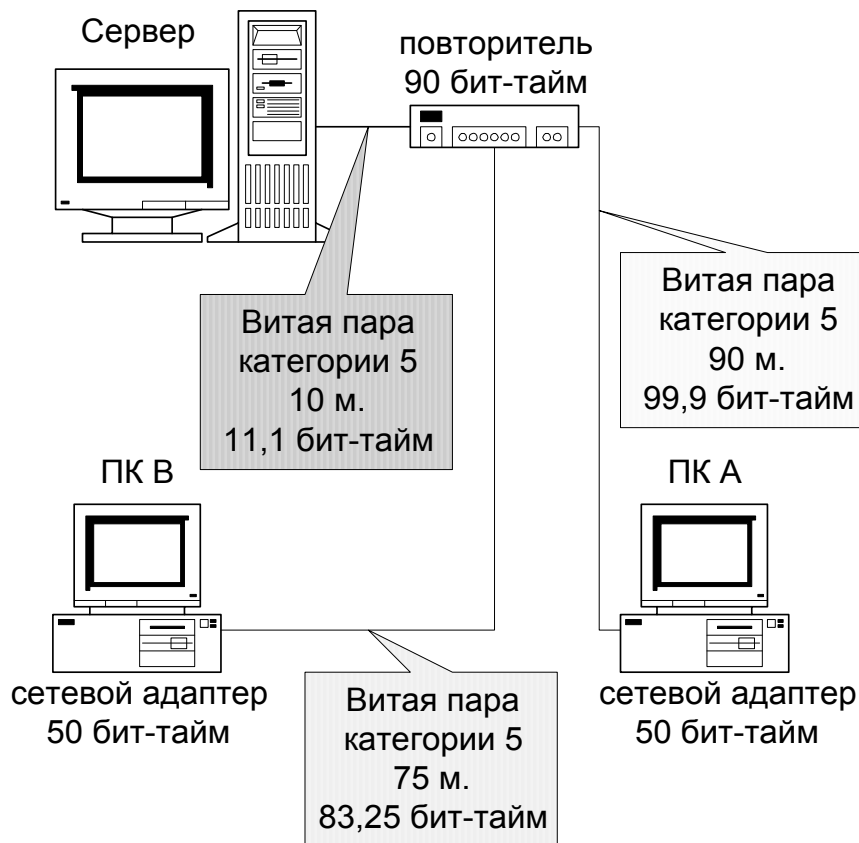 Сервер
повторитель
90 бит-тайм
Витая пара
категории 5
90 м.
99,9 бит-тайм
Витая пара
категории 5
10 м.
11,1 бит-тайм
ПК В
ПК А
сетевой адаптер
50 бит-тайм
сетевой адаптер
50 бит-тайм
Витая пара
категории 5
75 м.
83,25 бит-тайм